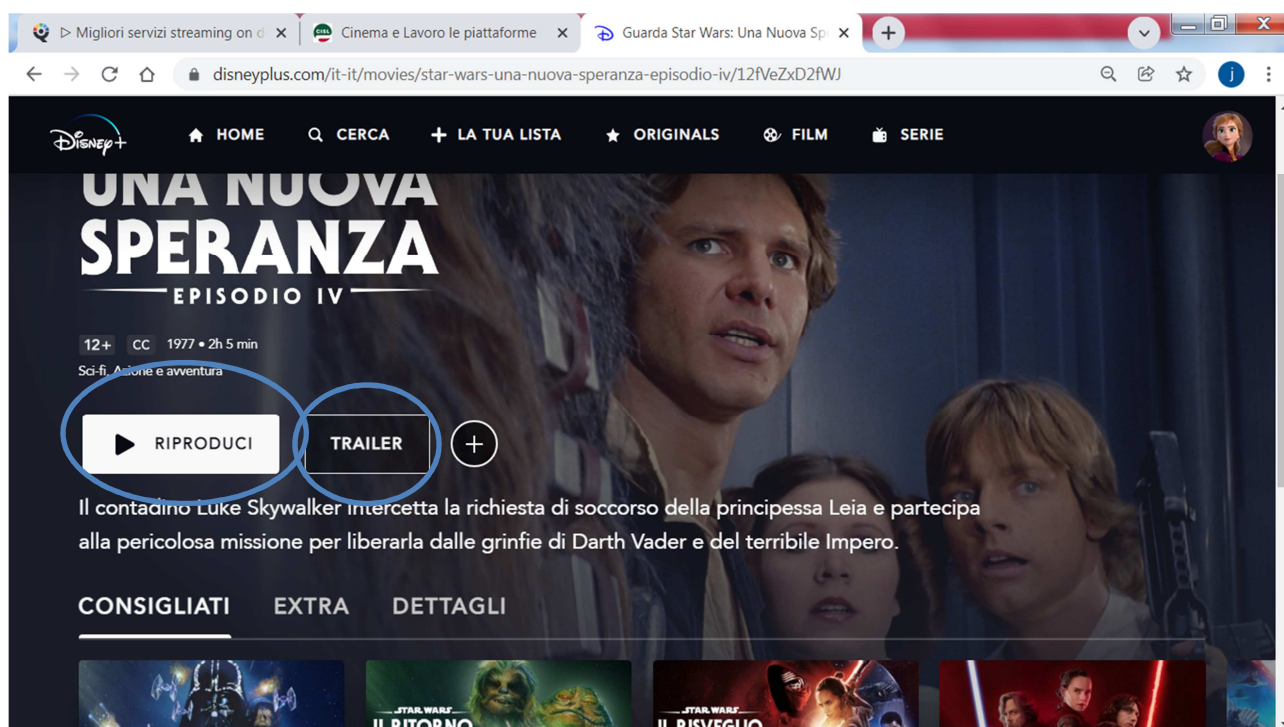 ▷ Migliori servizi streaming on d
CISL Cinema e Lavoro le piattaforme
Guarda Star Wars: Una Nuova Spe
disneyplus.com/it-it/movies/star-wars-una-nuova-speranza-episodio-iv/12fVeZxD2fWJ
j
Disney+
HOME
CERCA
LA TUA LISTA
ORIGINALS
FILM
SERIE
UNA NUOVA
SPERANZA
EPISODIO IV
12+ CC 1977 • 2h 5 min
Sci-fi, Azione e avventura
RIPRODUCI
TRAILER
Il contadino Luke Skywalker intercetta la richiesta di soccorso della principessa Leia e partecipa
alla pericolosa missione per liberarla dalle grinfie di Darth Vader e del terribile Impero.
CONSIGLIATI EXTRA DETTAGLI
STAR WARS
IL RITORNO
STAR WARS
IL RISVEGLIO